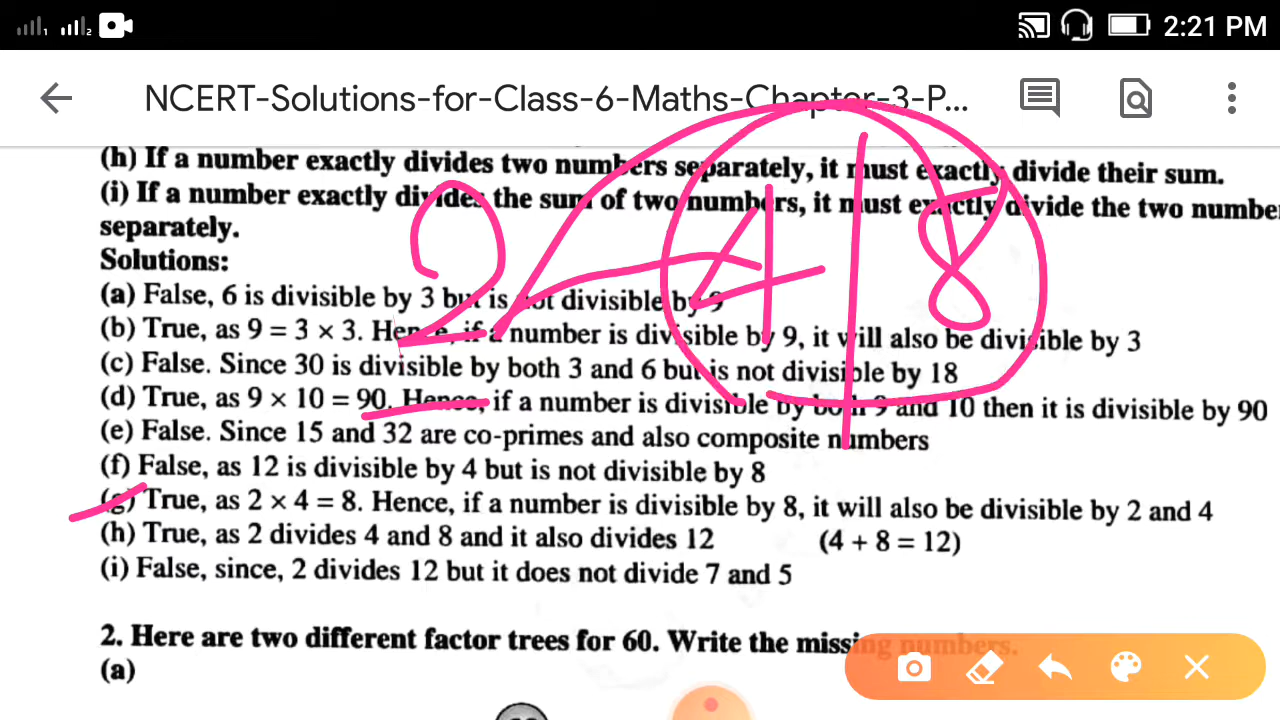 2:21 PM
NCERT-Solutions-for-Class-6-Maths-Chapter-3-P...
(h) If a number exactly divides two numbers separately, it must exactly divide their sum.
(i) If a number exactly divides the sum of two numbers, it must exactly divide the two number
separately.
Solutions:
(a) False, 6 is divisible by 3 but is not divisible by 9
(b) True, as 9 = 3 × 3. Hence, if a number is divisible by 9, it will also be divisible by 3
(c) False. Since 30 is divisible by both 3 and 6 but is not divisible by 18
(d) True, as 9 × 10 = 90. Hence, if a number is divisible by both 9 and 10 then it is divisible by 90
(e) False. Since 15 and 32 are co-primes and also composite numbers
(f) False, as 12 is divisible by 4 but is not divisible by 8
(g) True, as 2 × 4 = 8. Hence, if a number is divisible by 8, it will also be divisible by 2 and 4
(h) True, as 2 divides 4 and 8 and it also divides 12 (4 + 8 = 12)
(i) False, since, 2 divides 12 but it does not divide 7 and 5
2. Here are two different factor trees for 60. Write the missing numbers.
(a)
2 4 8